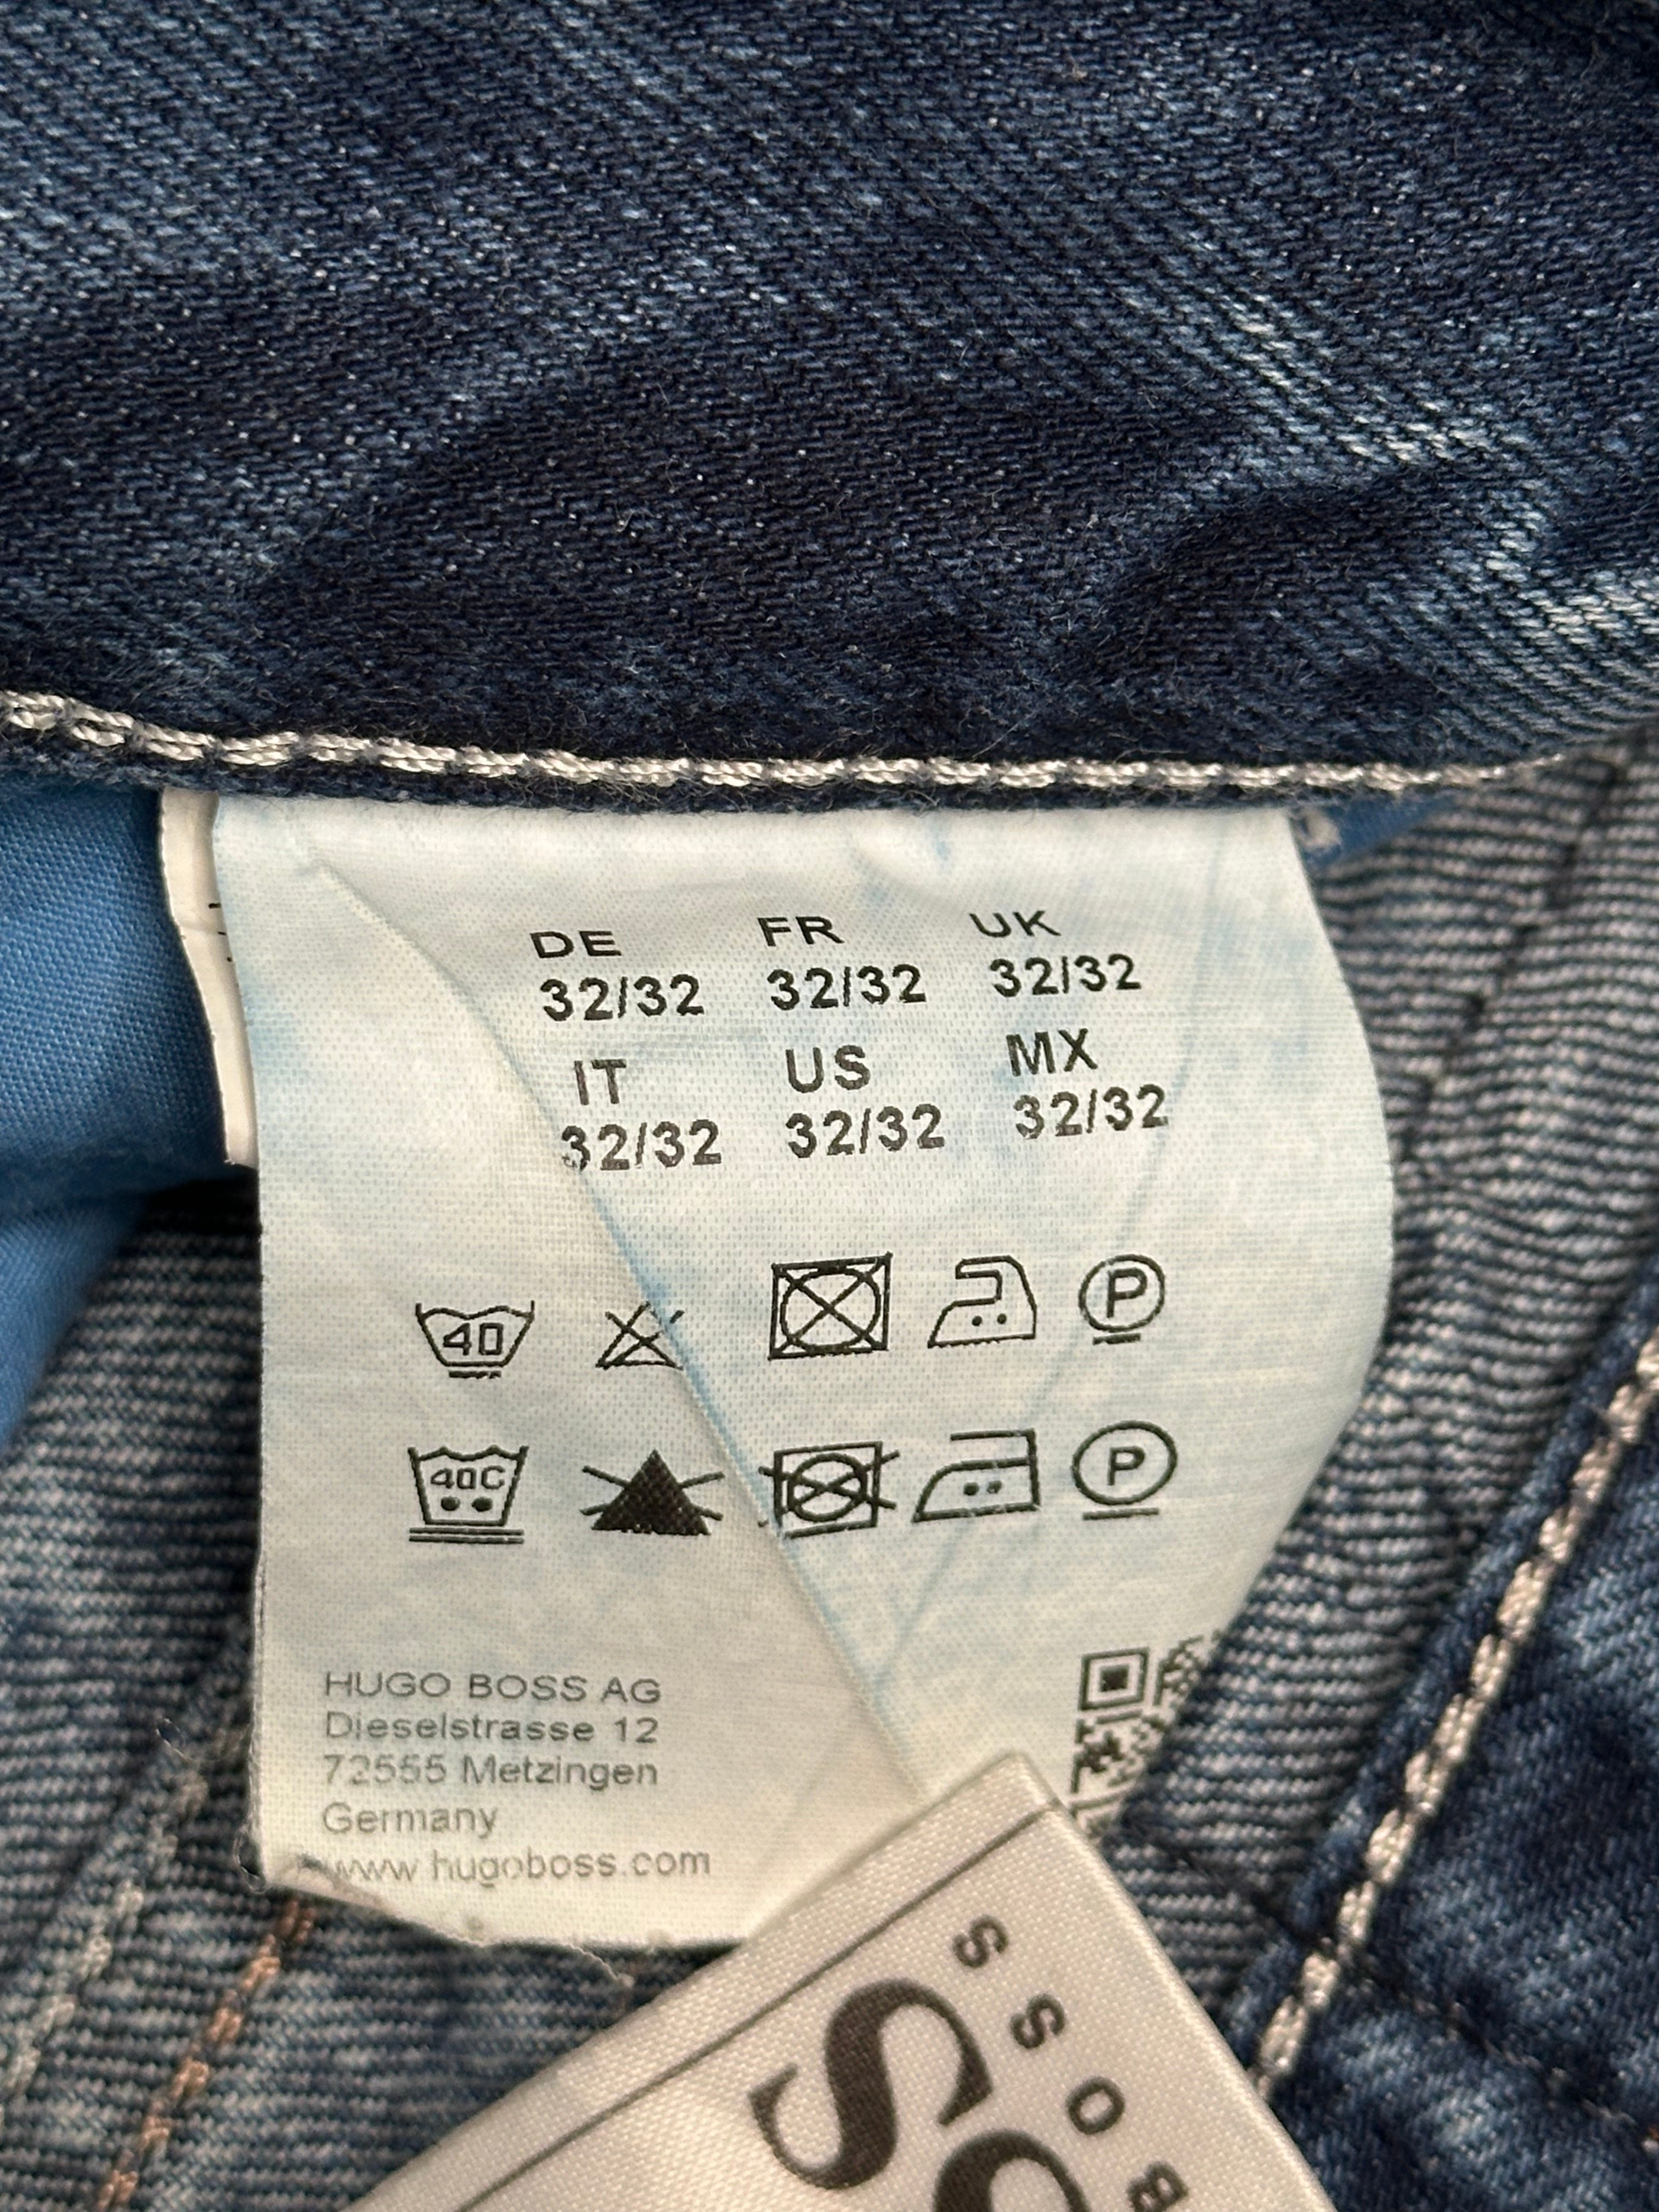 DE FR UK
32/32 32/32 32/32
IT US MX
32/32 32/32 32/32
40 P
40C P
HUGO BOSS AG
Dieselstrasse 12
72555 Metzingen
Germany
www hugoboss.com
BOSS